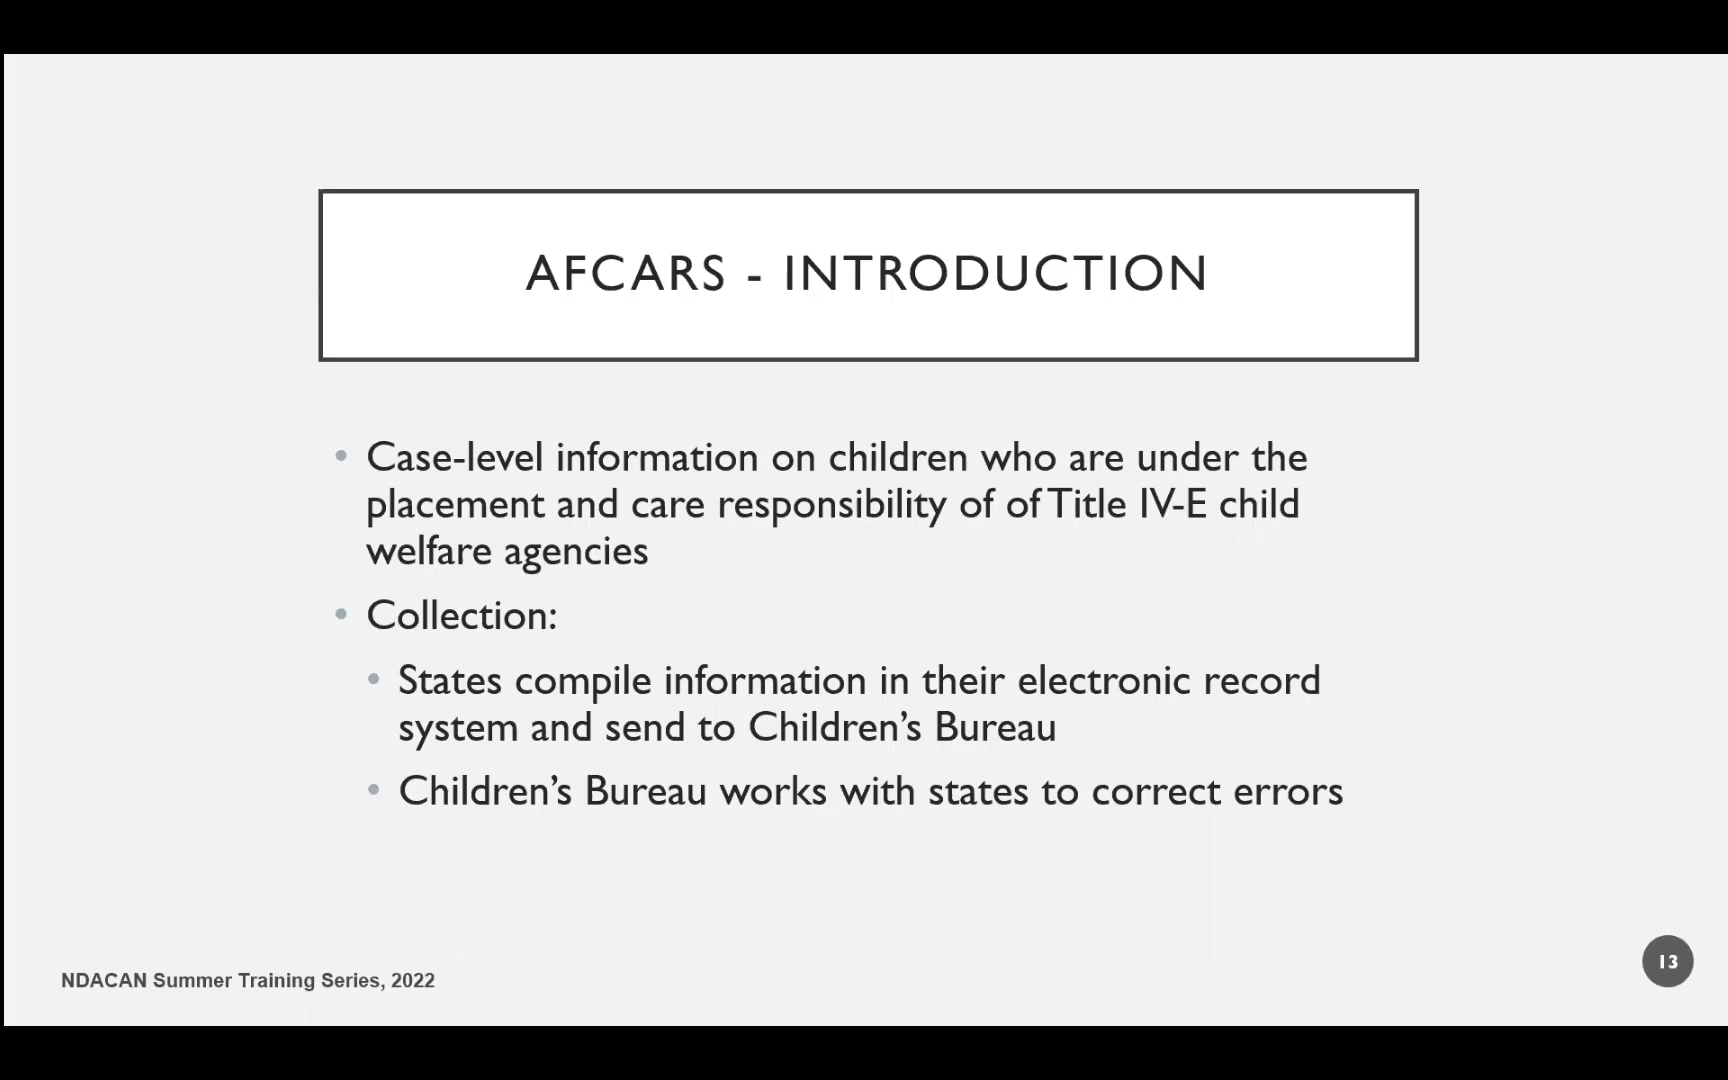 AFCARS - INTRODUCTION
• Case-level information on children who are under the
placement and care responsibility of of Title IV-E child
welfare agencies
• Collection:
• States compile information in their electronic record
system and send to Children’s Bureau
• Children’s Bureau works with states to correct errors
NDACAN Summer Training Series, 2022
13